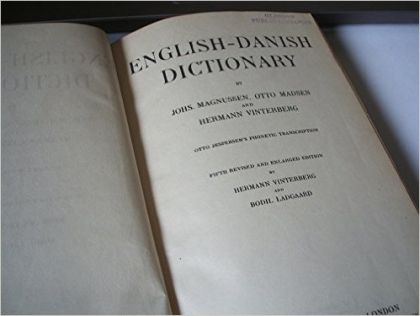 ENGLISH-DANISH
DICTIONARY
BY
JOHS. MAGNUSSEN, OTTO MADSEN
AND
HERMANN VINTERBERG
OTTO JESPERSEN'S PHONETIC TRANSCRIPTION
FIFTH REVISED AND ENLARGED EDITION
BY
HERMANN VINTERBERG
AND
BODIL LADGAARD
LONDON